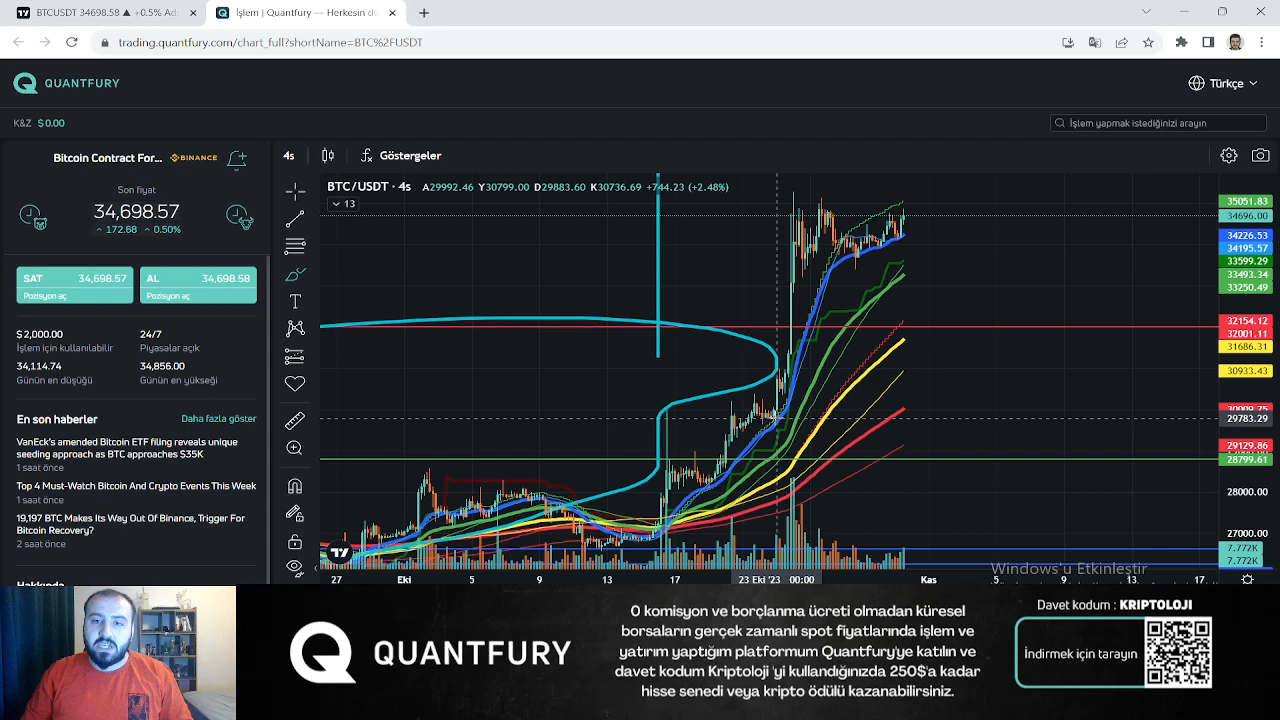 BTCUSDT 34698.58 ▲ +0.5% Ad
İşlem | Quantfury — Herkesin dü
trading.quantfury.com/chart_full?shortName=BTC%2FUSDT
QUANTFURY
Türkçe
K&Z $0.00
İşlem yapmak istediğinizi arayın
Bitcoin Contract For... BINANCE
4s
Göstergeler
Son fiyat
34,698.57
172.68 0.50%
BTC/USDT · 4s A29992.46 Y30799.00 D29883.60 K30736.69 +744.23 (+2.48%)
13
SAT 34,698.57
Pozisyon aç
AL 34,698.58
Pozisyon aç
$ 2,000.00
İşlem için kullanılabilir
24/7
Piyasalar açık
34,114.74
Günün en düşüğü
34,856.00
Günün en yükseği
En son haberler
Daha fazla göster
VanEck's amended Bitcoin ETF filing reveals unique
seeding approach as BTC approaches $35K
1 saat önce
Top 4 Must-Watch Bitcoin And Crypto Events This Week
1 saat önce
19,197 BTC Makes Its Way Out Of Binance, Trigger For
Bitcoin Recovery?
2 saat önce
Hakkında
35051.83
34696.00
34226.53
34195.57
33599.29
33493.34
33250.49
32154.12
32001.11
31686.31
30933.43
30009.75
29783.29
29129.86
28799.61
28000.00
27000.00
7.772K
7.772K
27 Eki 5 9 13 17 23 Eki '23 00:00 Kas 5 9 13 17
Windows'u Etkinleştir
QUANTFURY
0 komisyon ve borçlanma ücreti olmadan küresel
borsaların gerçek zamanlı spot fiyatlarında işlem ve
yatırım yaptığım platformum Quantfury'ye katılın ve
davet kodum Kriptoloji 'yi kullandığınızda 250$'a kadar
hisse senedi veya kripto ödülü kazanabilirsiniz.
Davet kodum : KRIPTOLOJI
İndirmek için tarayın